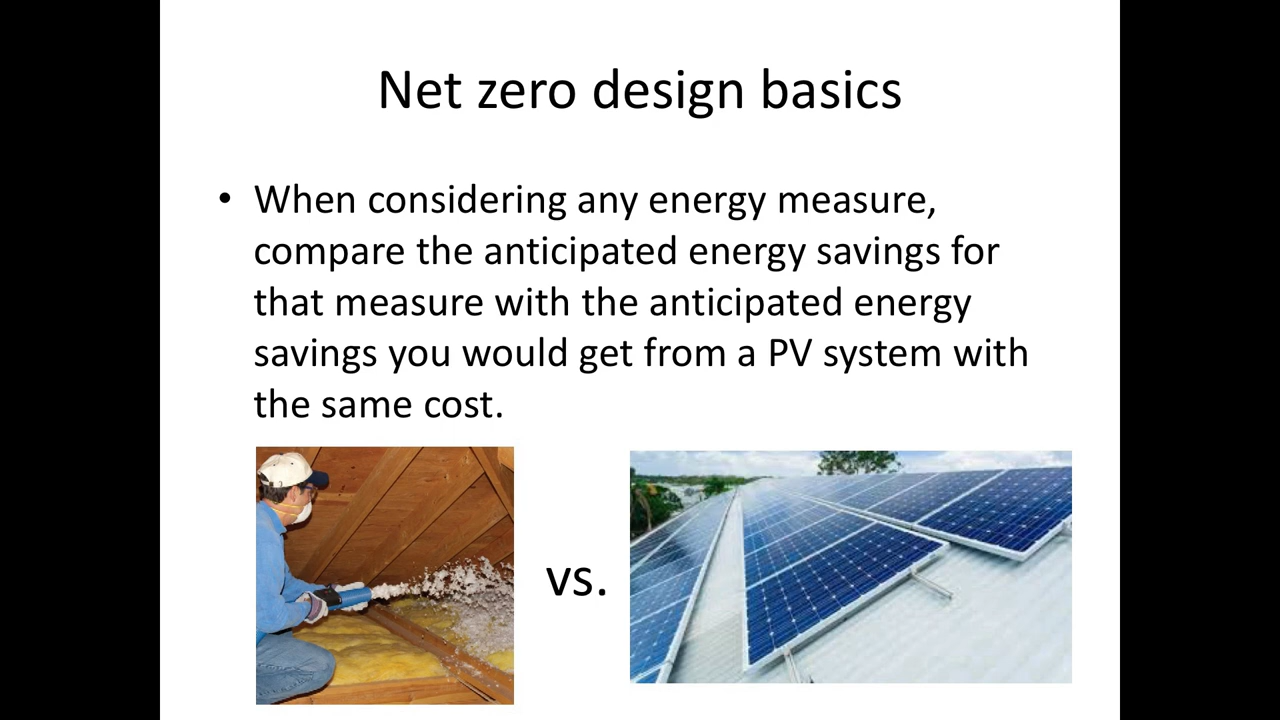 Net zero design basics
• When considering any energy measure,
compare the anticipated energy savings for
that measure with the anticipated energy
savings you would get from a PV system with
the same cost.
vs.